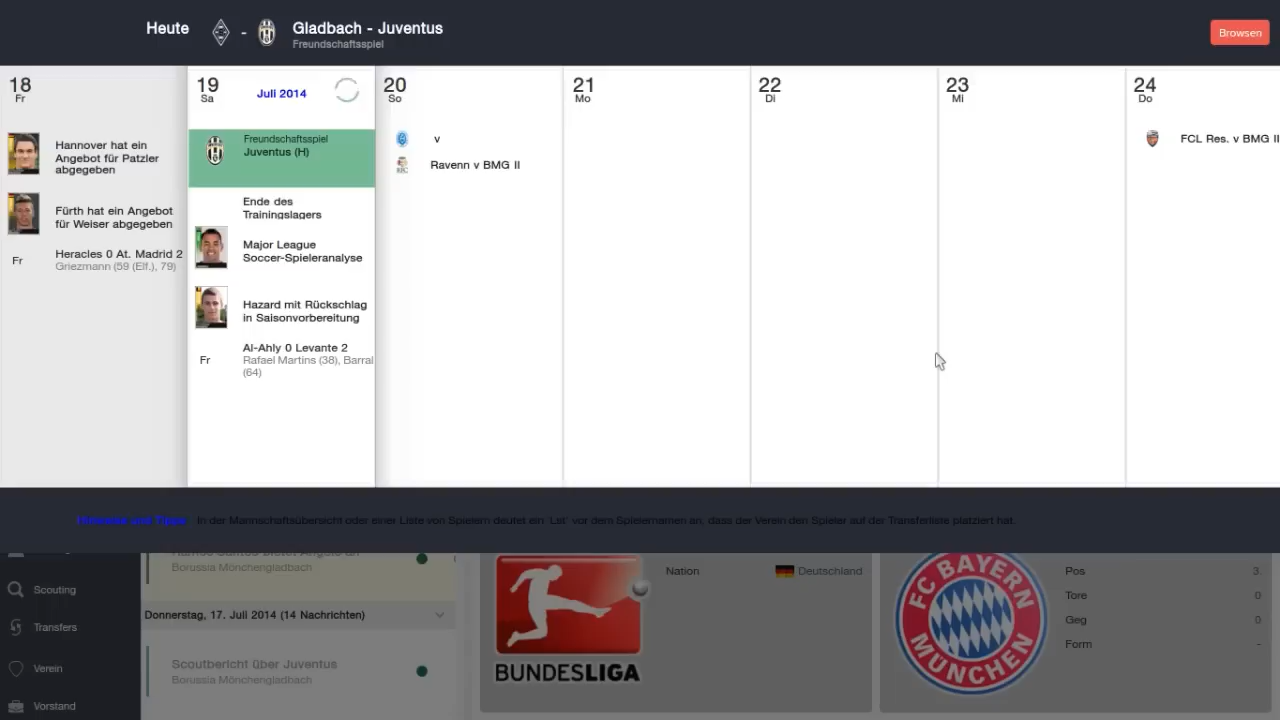 Heute
-
Gladbach - Juventus
Freundschaftsspiel
Browsen
18
Fr
19
Sa
Juli 2014
20
So
21
Mo
22
Di
23
Mi
24
Do
Hannover hat ein
Angebot für Patzler
abgegeben
Fürth hat ein Angebot
für Weiser abgegeben
Fr
Heracles 0 At. Madrid 2
Griezmann (59 (Elf.), 79)
Freundschaftsspiel
Juventus (H)
Ende des
Trainingslagers
Major League
Soccer-Spieleranalyse
Hazard mit Rückschlag
in Saisonvorbereitung
Fr
Al-Ahly 0 Levante 2
Rafael Martins (38), Barral
(64)
v
Ravenn v BMG II
FCL Res. v BMG II
Hinweise und Tipps
In der Mannschaftsübersicht oder einer Liste von Spielern deutet ein 'Lst' vor dem Spielernamen an, dass der Verein den Spieler auf der Transferliste platziert hat.
Scouting
Transfers
Verein
Vorstand
Borussia Mönchengladbach
Donnerstag, 17. Juli 2014 (14 Nachrichten)
Scoutbericht über Juventus
Borussia Mönchengladbach
BUNDESLIGA
Nation
Deutschland
FC BAYERN
MÜNCHEN
Pos 3.
Tore 0
Geg 0
Form -